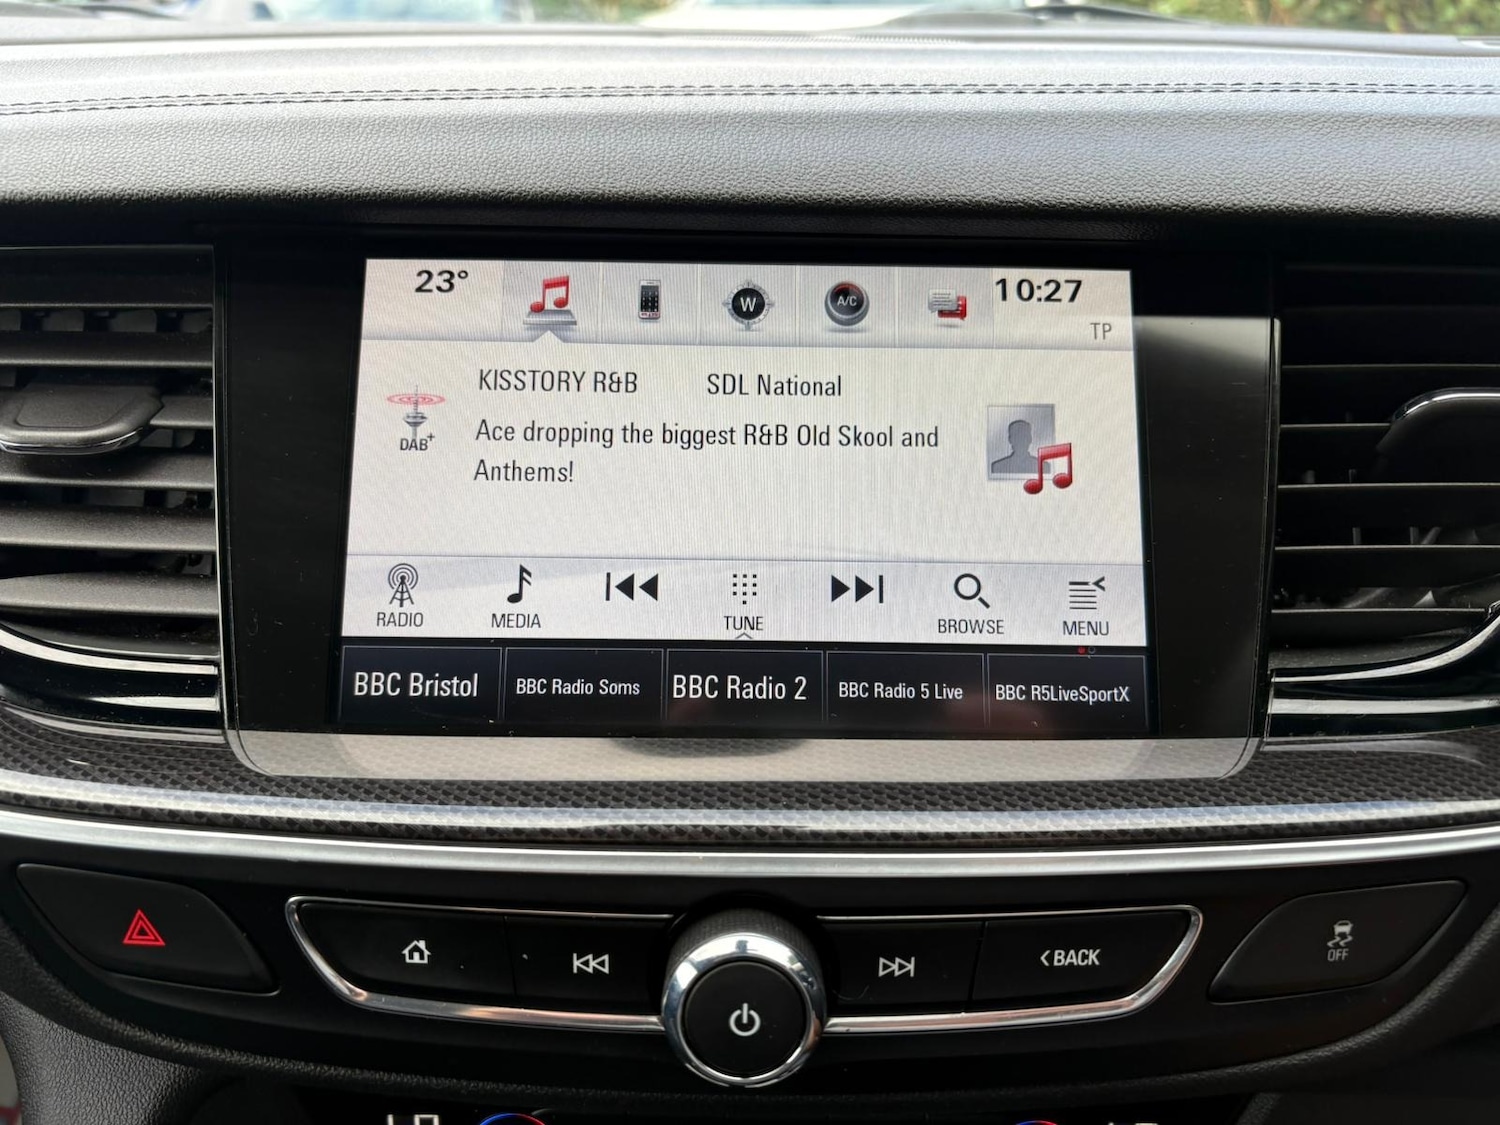 23°
W
A/C
10:27
TP
KISSTORY R&B
SDL National
DAB+
Ace dropping the biggest R&B Old Skool and
Anthems!
RADIO
MEDIA
TUNE
BROWSE
MENU
BBC Bristol
BBC Radio Soms
BBC Radio 2
BBC Radio 5 Live
BBC R5LiveSportX
<BACK
OFF